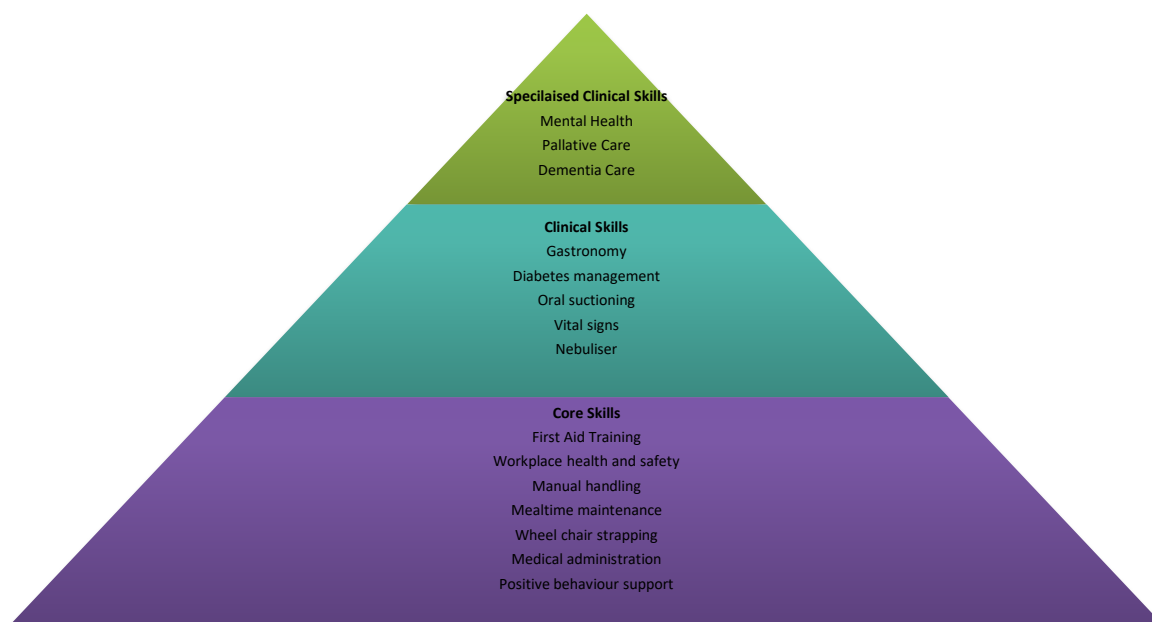 Specilaised Clinical Skills
Mental Health
Pallative Care
Dementia Care
Clinical Skills
Gastronomy
Diabetes management
Oral suctioning
Vital signs
Nebuliser
Core Skills
First Aid Training
Workplace health and safety
Manual handling
Mealtime maintenance
Wheel chair strapping
Medical administration
Positive behaviour support